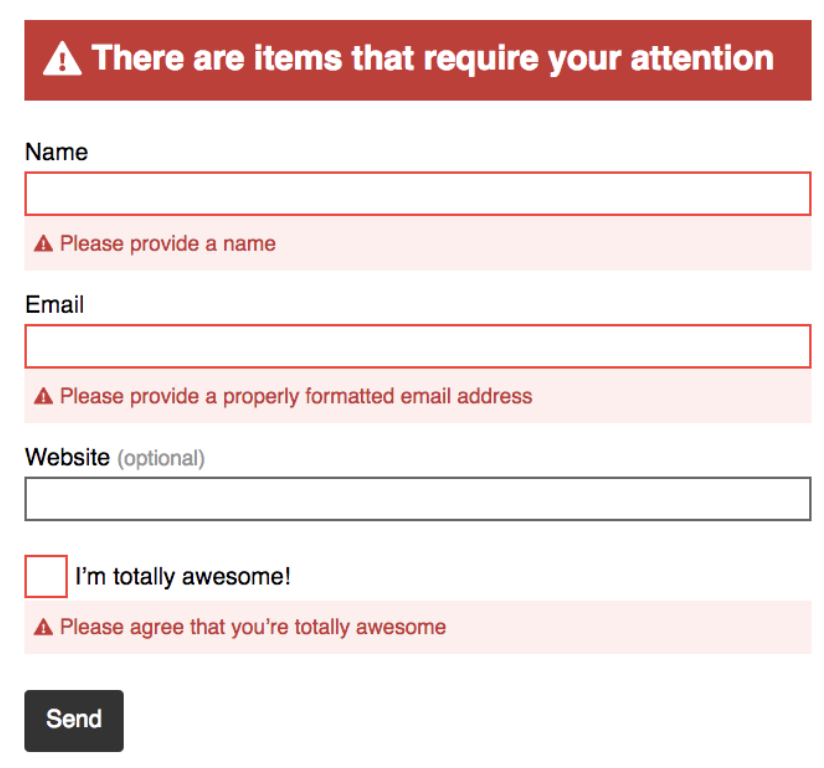 There are items that require your attention
Name
Please provide a name
Email
Please provide a properly formatted email address
Website (optional)
I’m totally awesome!
Please agree that you’re totally awesome
Send